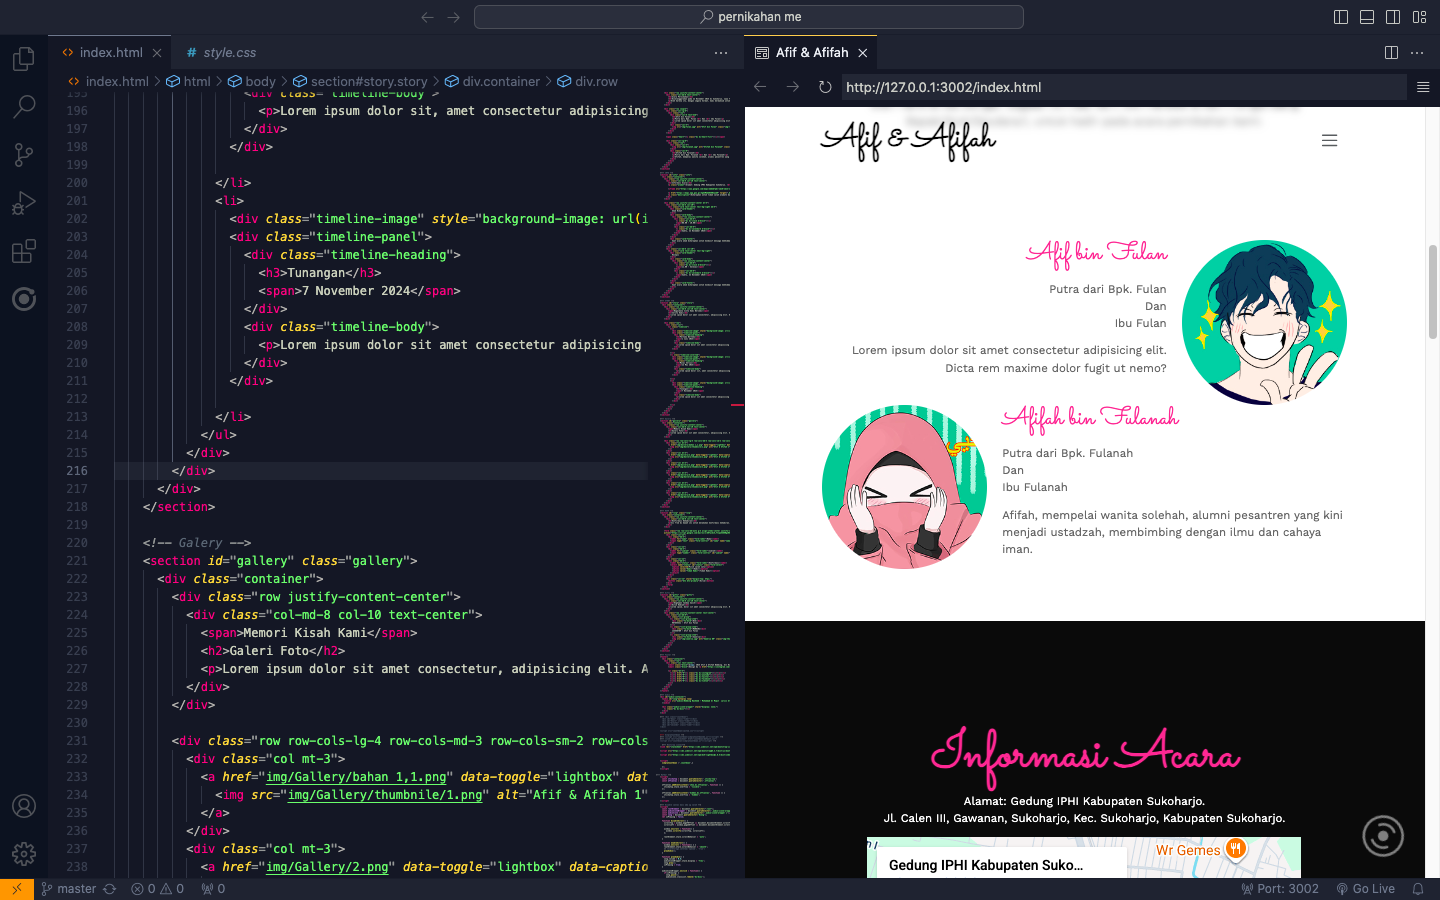 pernikahan me
index.html
style.css
Afif & Afifah
index.html > html > body > section#story.story > div.container > div.row
http://127.0.0.1:3002/index.html
195 <div class="timeline-body">
196 <p>Lorem ipsum dolor sit, amet consectetur adipisicing
197 </div>
198 </div>
199
200 </li>
201 <li>
202 <div class="timeline-image" style="background-image: url(i
203 <div class="timeline-panel">
204 <div class="timeline-heading">
205 <h3>Tunangan</h3>
206 <span>7 November 2024</span>
207 </div>
208 <div class="timeline-body">
209 <p>Lorem ipsum dolor sit amet consectetur adipisicing
210 </div>
211 </div>
212
213 </li>
214 </ul>
215 </div>
216 </div>
217 </div>
218 </section>
219
220 <!-- Galery -->
221 <section id="gallery" class="gallery">
222 <div class="container">
223 <div class="row justify-content-center">
224 <div class="col-md-8 col-10 text-center">
225 <span>Memori Kisah Kami</span>
226 <h2>Galeri Foto</h2>
227 <p>Lorem ipsum dolor sit amet consectetur, adipisicing elit. A
228 </div>
229 </div>
230
231 <div class="row row-cols-lg-4 row-cols-md-3 row-cols-sm-2 row-cols
232 <div class="col mt-3">
233 <a href="img/Gallery/bahan 1,1.png" data-toggle="lightbox" dat
234 <img src="img/Gallery/thumbnile/1.png" alt="Afif & Afifah 1"
235 </a>
236 </div>
237 <div class="col mt-3">
238 <a href="img/Gallery/2.png" data-toggle="lightbox" data-captio
Afif & Afifah
Afif bin Fulan
Putra dari Bpk. Fulan
Dan
Ibu Fulan
Lorem ipsum dolor sit amet consectetur adipisicing elit.
Dicta rem maxime dolor fugit ut nemo?
Afifah bin Fulanah
Putra dari Bpk. Fulanah
Dan
Ibu Fulanah
Afifah, mempelai wanita solehah, alumni pesantren yang kini
menjadi ustadzah, membimbing dengan ilmu dan cahaya
iman.
Informasi Acara
Alamat: Gedung IPHI Kabupaten Sukoharjo.
Jl. Calen III, Gawanan, Sukoharjo, Kec. Sukoharjo, Kabupaten Sukoharjo.
Wr Gemes
Gedung IPHI Kabupaten Suko...
master
0 0
0
Port: 3002
Go Live